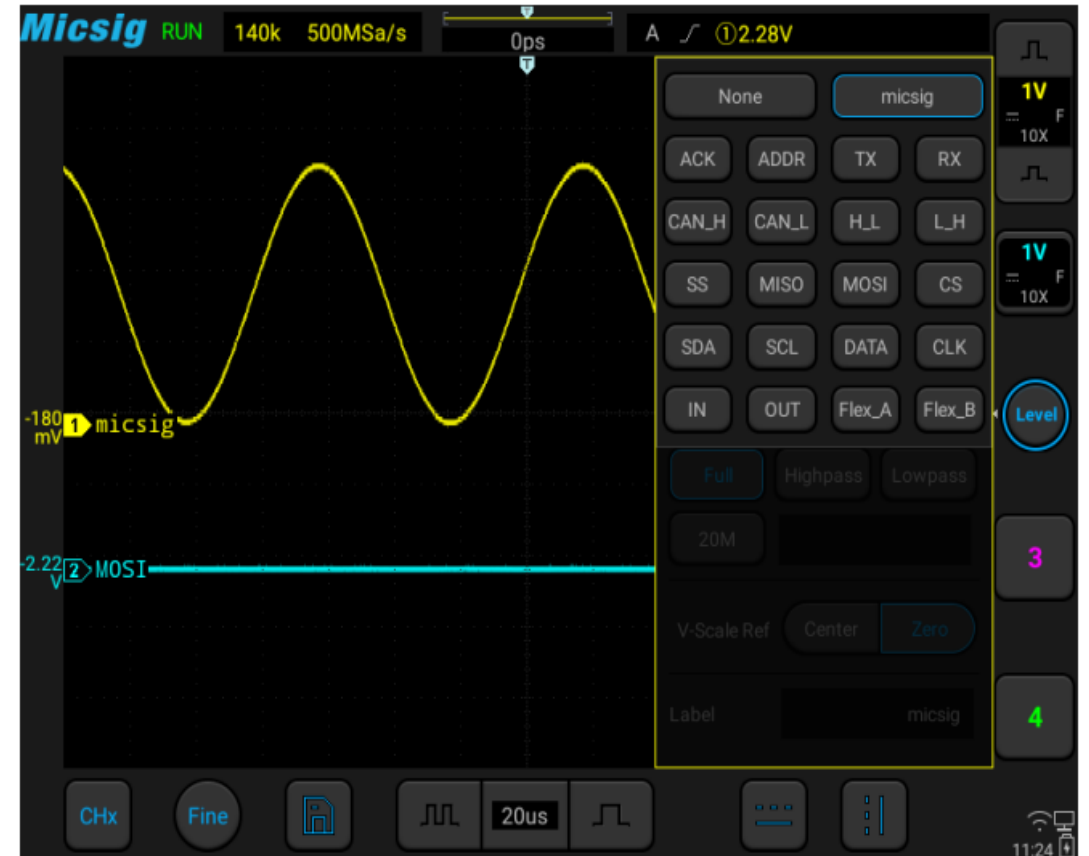 Micsig RUN 140k 500MSa/s T 0ps A ①2.28V
T
None micsig
1V
F
10X
ACK ADDR TX RX
CAN_H CAN_L H_L L_H
1V
F
10X
SS MISO MOSI CS
SDA SCL DATA CLK
IN OUT Flex_A Flex_B
Level
-180
mV
1 micsig
Full Highpass Lowpass
20M
3
-2.22
V
2 MOSI
V-Scale Ref Center Zero
Label micsig
4
CHx Fine 20us
11:24